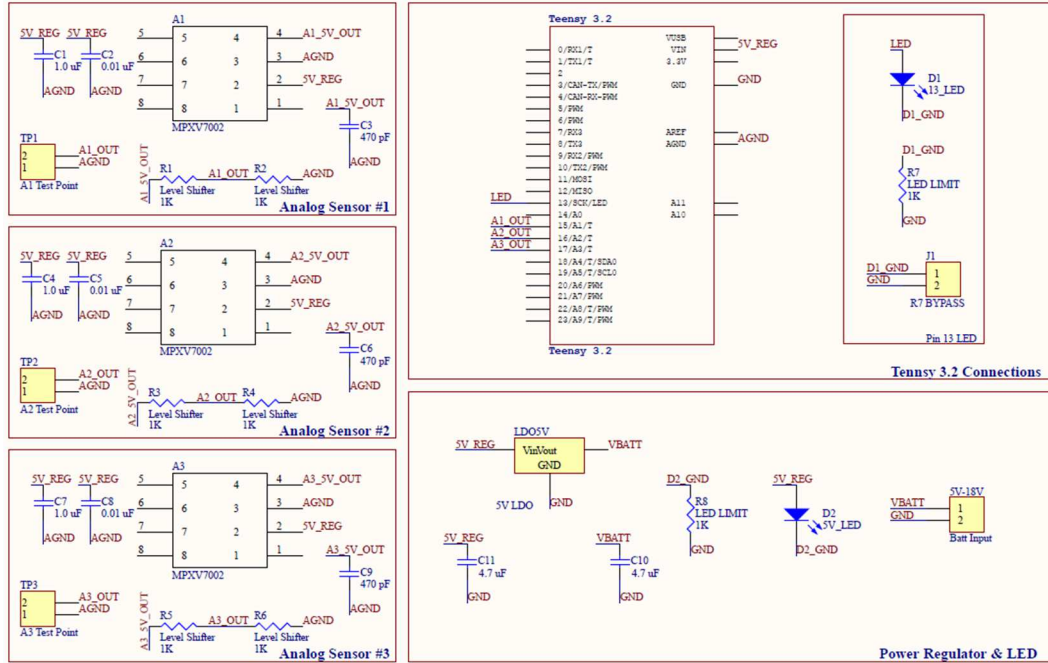 A1
5V_REG
5V_REG
C1
1.0 uF
C2
0.01 uF
AGND
AGND
5
5
4
4
A1_5V_OUT
6
6
3
3
AGND
7
7
2
2
5V_REG
8
8
1
1
MPXV7002
A1_5V_OUT
C3
470 pF
AGND
TP1
2
A1_OUT
1
AGND
A1 Test Point
A1_5V_OUT
R1
A1_OUT
R2
AGND
Level Shifter
1K
Level Shifter
1K
Analog Sensor #1
A2
5V_REG
5V_REG
C4
1.0 uF
C5
0.01 uF
AGND
AGND
5
5
4
4
A2_5V_OUT
6
6
3
3
AGND
7
7
2
2
5V_REG
8
8
1
1
MPXV7002
A2_5V_OUT
C6
470 pF
AGND
TP2
2
A2_OUT
1
AGND
A2 Test Point
A2_5V_OUT
R3
A2_OUT
R4
AGND
Level Shifter
1K
Level Shifter
1K
Analog Sensor #2
A3
5V_REG
5V_REG
C7
1.0 uF
C8
0.01 uF
AGND
AGND
5
5
4
4
A3_5V_OUT
6
6
3
3
AGND
7
7
2
2
5V_REG
8
8
1
1
MPXV7002
A3_5V_OUT
C9
470 pF
AGND
TP3
2
A3_OUT
1
AGND
A3 Test Point
A3_5V_OUT
R5
A3_OUT
R6
AGND
Level Shifter
1K
Level Shifter
1K
Analog Sensor #3
Teensy 3.2
VUSB
0/RX1/T
VIN
5V_REG
1/TX1/T
3.3V
2
3/CAN-TX/PWM
GND
GND
4/CAN-RX-PWM
5/PWM
6/PWM
7/RX3
AREF
8/TX3
AGND
AGND
9/RX2/PWM
10/TX2/PWM
11/MOSI
12/MISO
LED
13/SCK/LED
A11
14/A0
A10
A1_OUT
15/A1/T
A2_OUT
16/A2/T
A3_OUT
17/A3/T
18/A4/T/SDA0
19/A5/T/SCL0
20/A6/PWM
21/A7/PWM
22/A8/T/PWM
23/A9/T/PWM
Teensy 3.2
LED
D1
13_LED
D1_GND
D1_GND
R7
LED LIMIT
1K
GND
J1
D1_GND
1
GND
2
R7 BYPASS
Pin 13 LED
Tennsy 3.2 Connections
LDO5V
5V_REG
VinVout
VBATT
GND
5V LDO
GND
5V_REG
C11
4.7 uF
GND
VBATT
C10
4.7 uF
GND
D2_GND
R8
LED LIMIT
1K
GND
5V_REG
D2
5V_LED
D2_GND
5V-18V
VBATT
1
GND
2
Batt Input
Power Regulator & LED